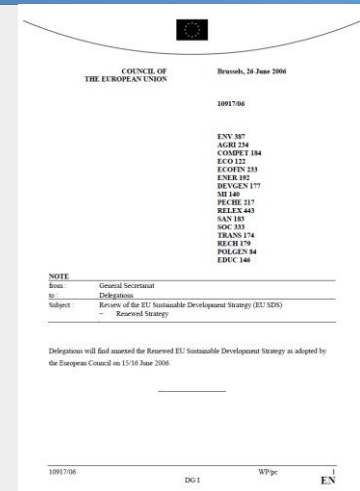 COUNCIL OF
THE EUROPEAN UNION
Brussels, 26 June 2006
10917/06
ENV 387
AGRI 234
COMPET 184
ECO 122
ECOFIN 233
ENER 192
DEVGEN 177
MI 140
PECHE 217
RELEX 443
SAN 183
SOC 333
TRANS 174
RECH 179
POLGEN 84
EDUC 146
NOTE
from : General Secretariat
to : Delegations
Subject : Review of the EU Sustainable Development Strategy (EU SDS)
− Renewed Strategy
Delegations will find annexed the Renewed EU Sustainable Development Strategy as adopted by
the European Council on 15/16 June 2006.
10917/06 WP/pc 1
DG I EN